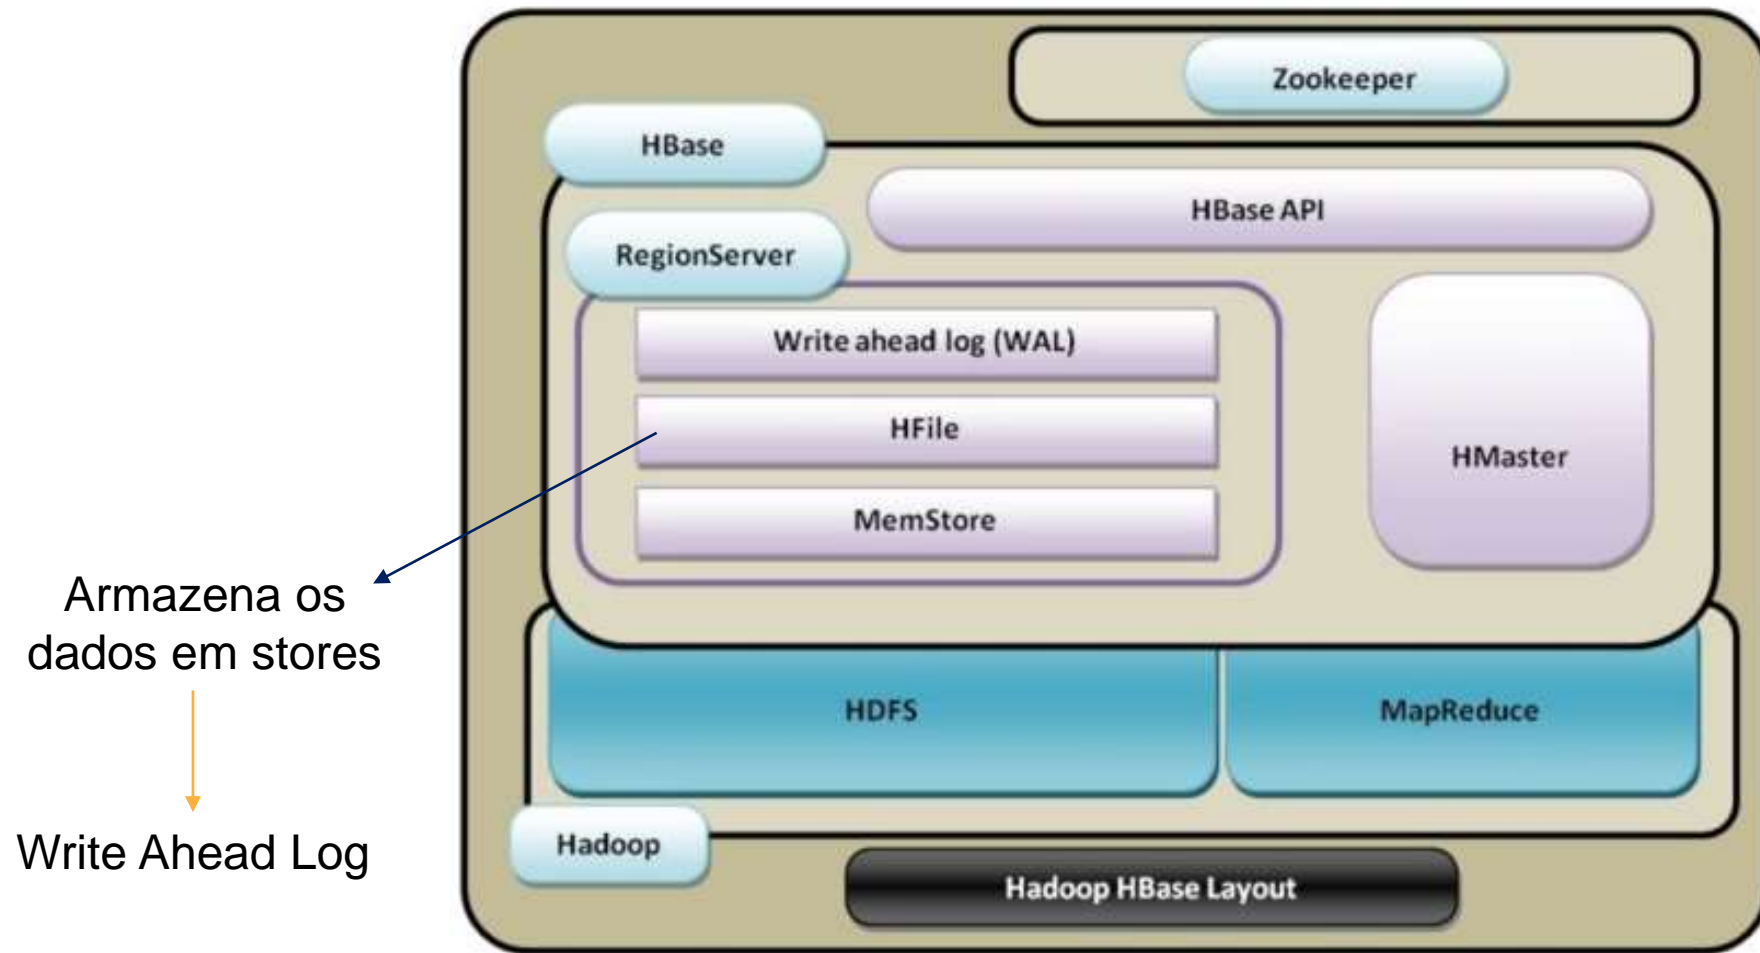 Zookeeper
HBase
HBase API
RegionServer
Write ahead log (WAL)
HFile
HMaster
MemStore
Armazena os
dados em stores
HDFS
MapReduce
Write Ahead Log
Hadoop
Hadoop HBase Layout